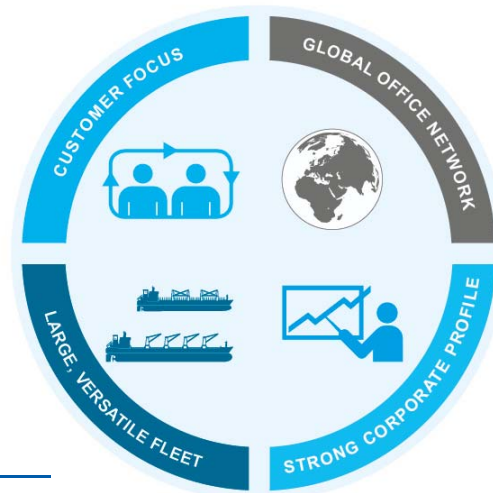 CUSTOMER FOCUS
GLOBAL OFFICE NETWORK
LARGE, VERSATILE FLEET
STRONG CORPORATE PROFILE